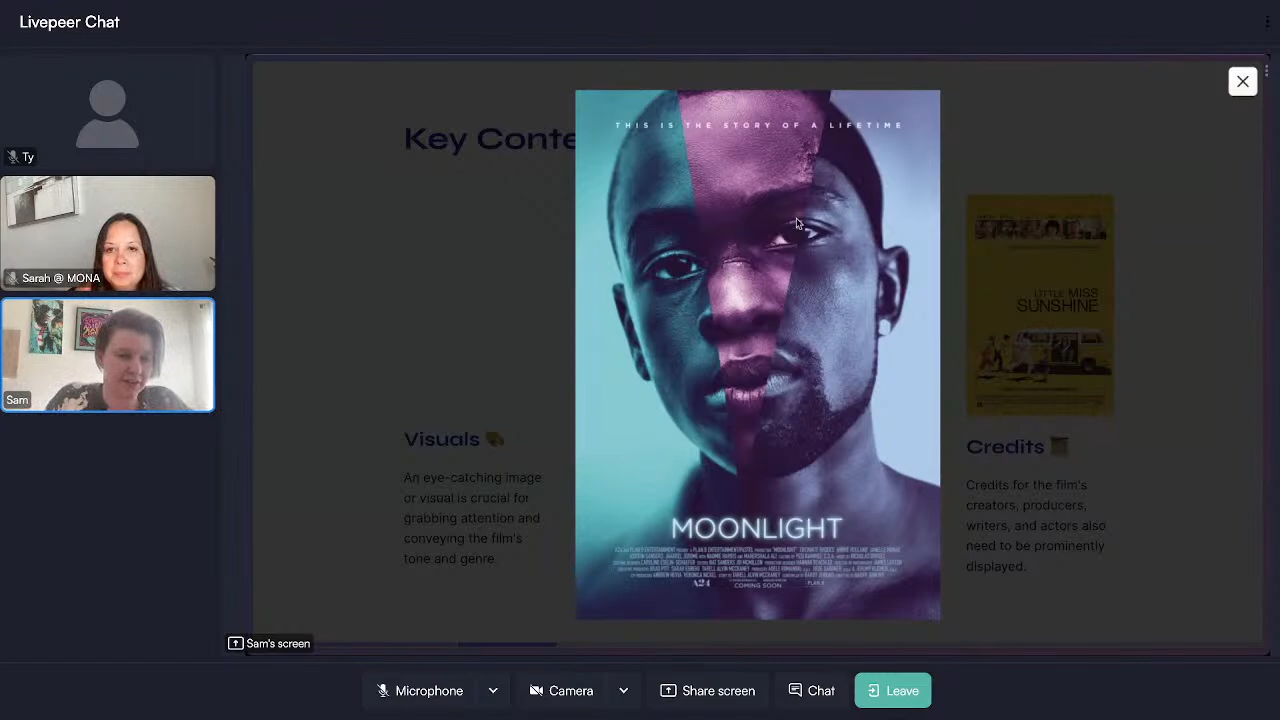 Livepeer Chat
Ty
Sarah @ MONA
Sam
Key Conte
THIS IS THE STORY OF A LIFETIME
MOONLIGHT
A24
COMING SOON
PLAN B
Visuals
An eye-catching image
or visual is crucial for
grabbing attention and
conveying the film's
tone and genre.
LITTLE MISS
SUNSHINE
Credits
Credits for the film's
creators, producers,
writers, and actors also
need to be prominently
displayed.
Sam's screen
Microphone
Camera
Share screen
Chat
Leave